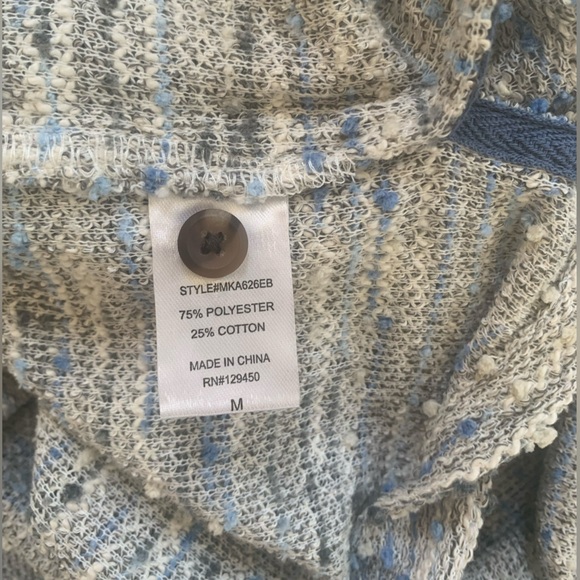 STYLE#MKA626EB
75% POLYESTER
25% COTTON
MADE IN CHINA
RN#129450
M